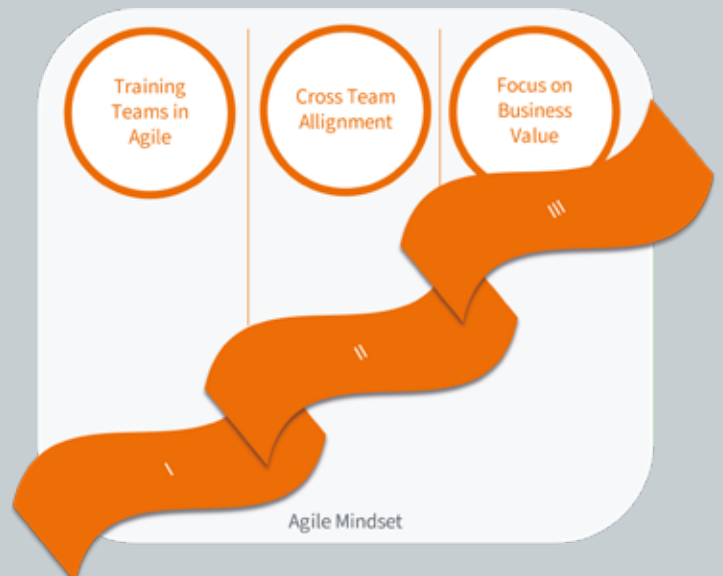 Training
Teams in
Agile
Cross Team
Allignment
Focus on
Business
Value
III
II
I
Agile Mindset